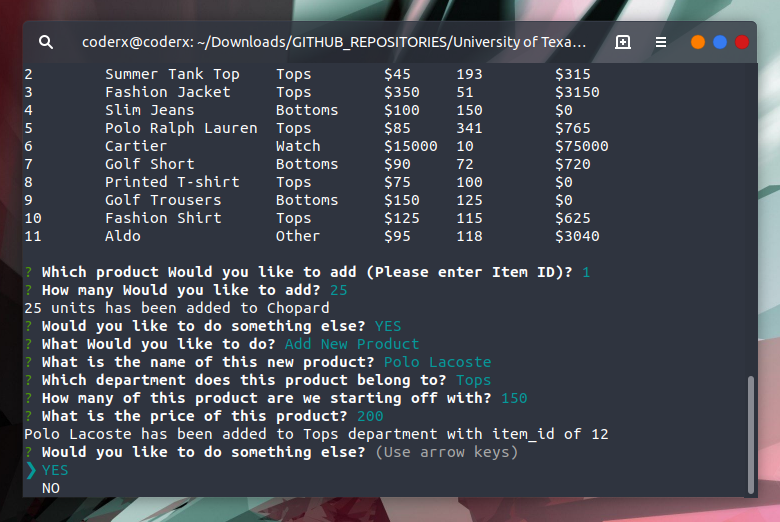 coderx@coderx: ~/Downloads/GITHUB_REPOSITORIES/University of Texa...
2 Summer Tank Top Tops $45 193 $315
3 Fashion Jacket Tops $350 51 $3150
4 Slim Jeans Bottoms $100 150 $0
5 Polo Ralph Lauren Tops $85 341 $765
6 Cartier Watch $15000 10 $75000
7 Golf Short Bottoms $90 72 $720
8 Printed T-shirt Tops $75 100 $0
9 Golf Trousers Bottoms $150 125 $0
10 Fashion Shirt Tops $125 115 $625
11 Aldo Other $95 118 $3040
? Which product Would you like to add (Please enter Item ID)? 1
? How many Would you like to add? 25
25 units has been added to Chopard
? Would you like to do something else? YES
? What Would you like to do? Add New Product
? What is the name of this new product? Polo Lacoste
? Which department does this product belong to? Tops
? How many of this product are we starting off with? 150
? What is the price of this product? 200
Polo Lacoste has been added to Tops department with item_id of 12
? Would you like to do something else? (Use arrow keys)
❯ YES
NO